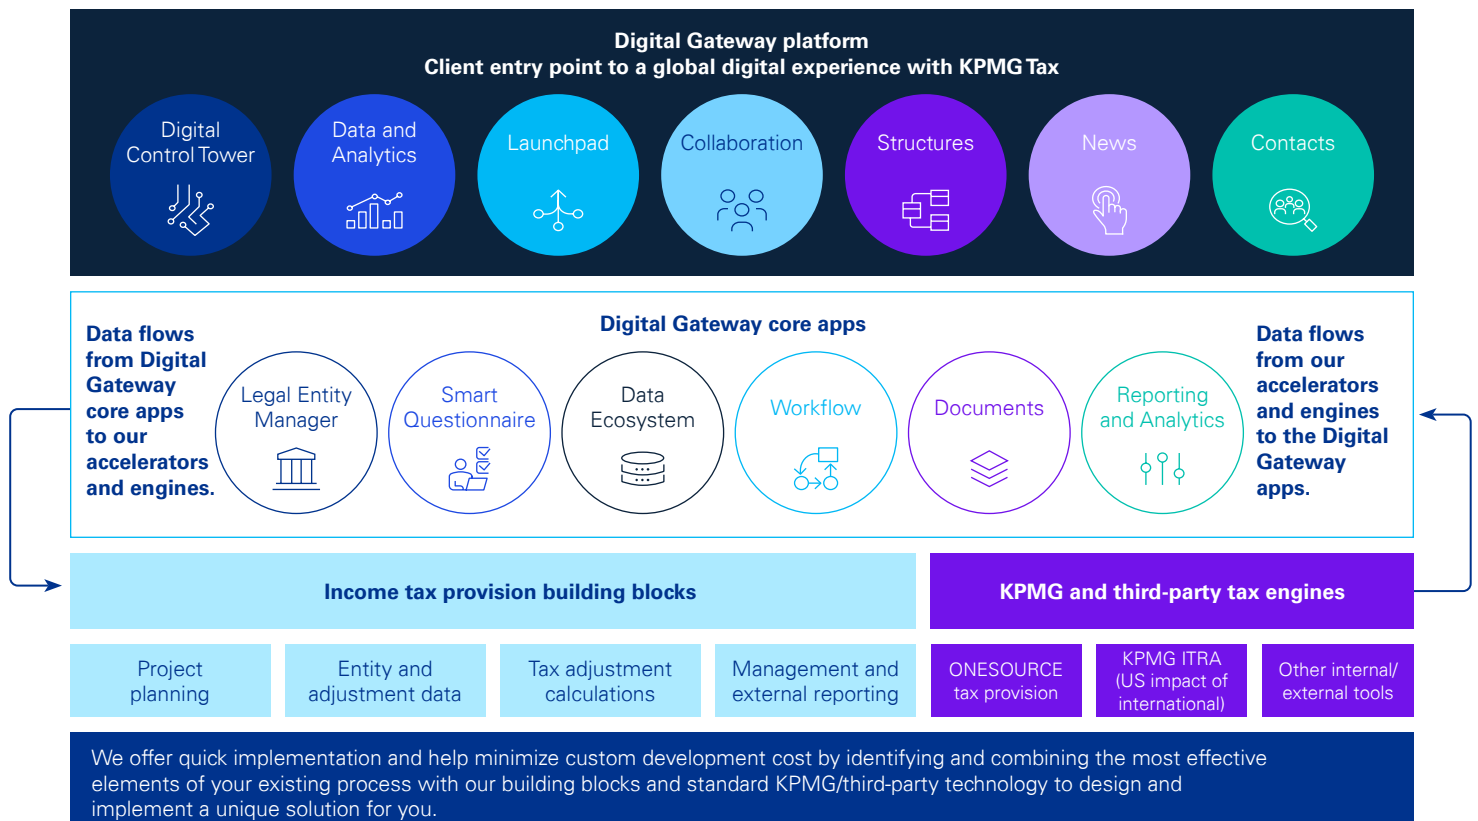 Digital Gateway platform
Client entry point to a global digital experience with KPMG Tax
Digital
Control Tower
Data and
Analytics
Launchpad
Collaboration
Structures
News
Contacts
Data flows
from Digital
Gateway
core apps
to our
accelerators
and engines.
Digital Gateway core apps
Legal Entity
Manager
Smart
Questionnaire
Data
Ecosystem
Workflow
Documents
Reporting
and Analytics
Data flows
from our
accelerators
and engines
to the Digital
Gateway
apps.
Income tax provision building blocks
KPMG and third-party tax engines
Project
planning
Entity and
adjustment data
Tax adjustment
calculations
Management and
external reporting
ONESOURCE
tax provision
KPMG ITRA
(US impact of
international)
Other internal/
external tools
We offer quick implementation and help minimize custom development cost by identifying and combining the most effective
elements of your existing process with our building blocks and standard KPMG/third-party technology to design and
implement a unique solution for you.